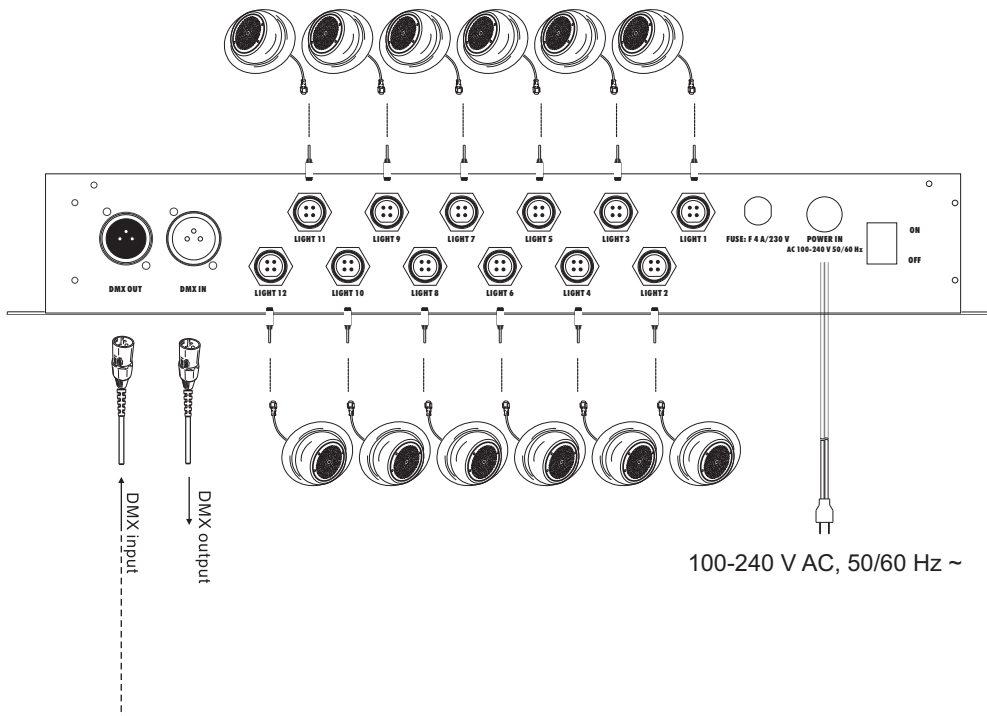 LIGHT 11
LIGHT 9
LIGHT 7
LIGHT 5
LIGHT 3
LIGHT 1
FUSE: F 4 A/230 V
POWER IN
AC 100-240 V 50/60 Hz
ON
OFF
DMX OUT
DMX IN
LIGHT 12
LIGHT 10
LIGHT 8
LIGHT 6
LIGHT 4
LIGHT 2
DMX input
DMX output
100-240 V AC, 50/60 Hz ~